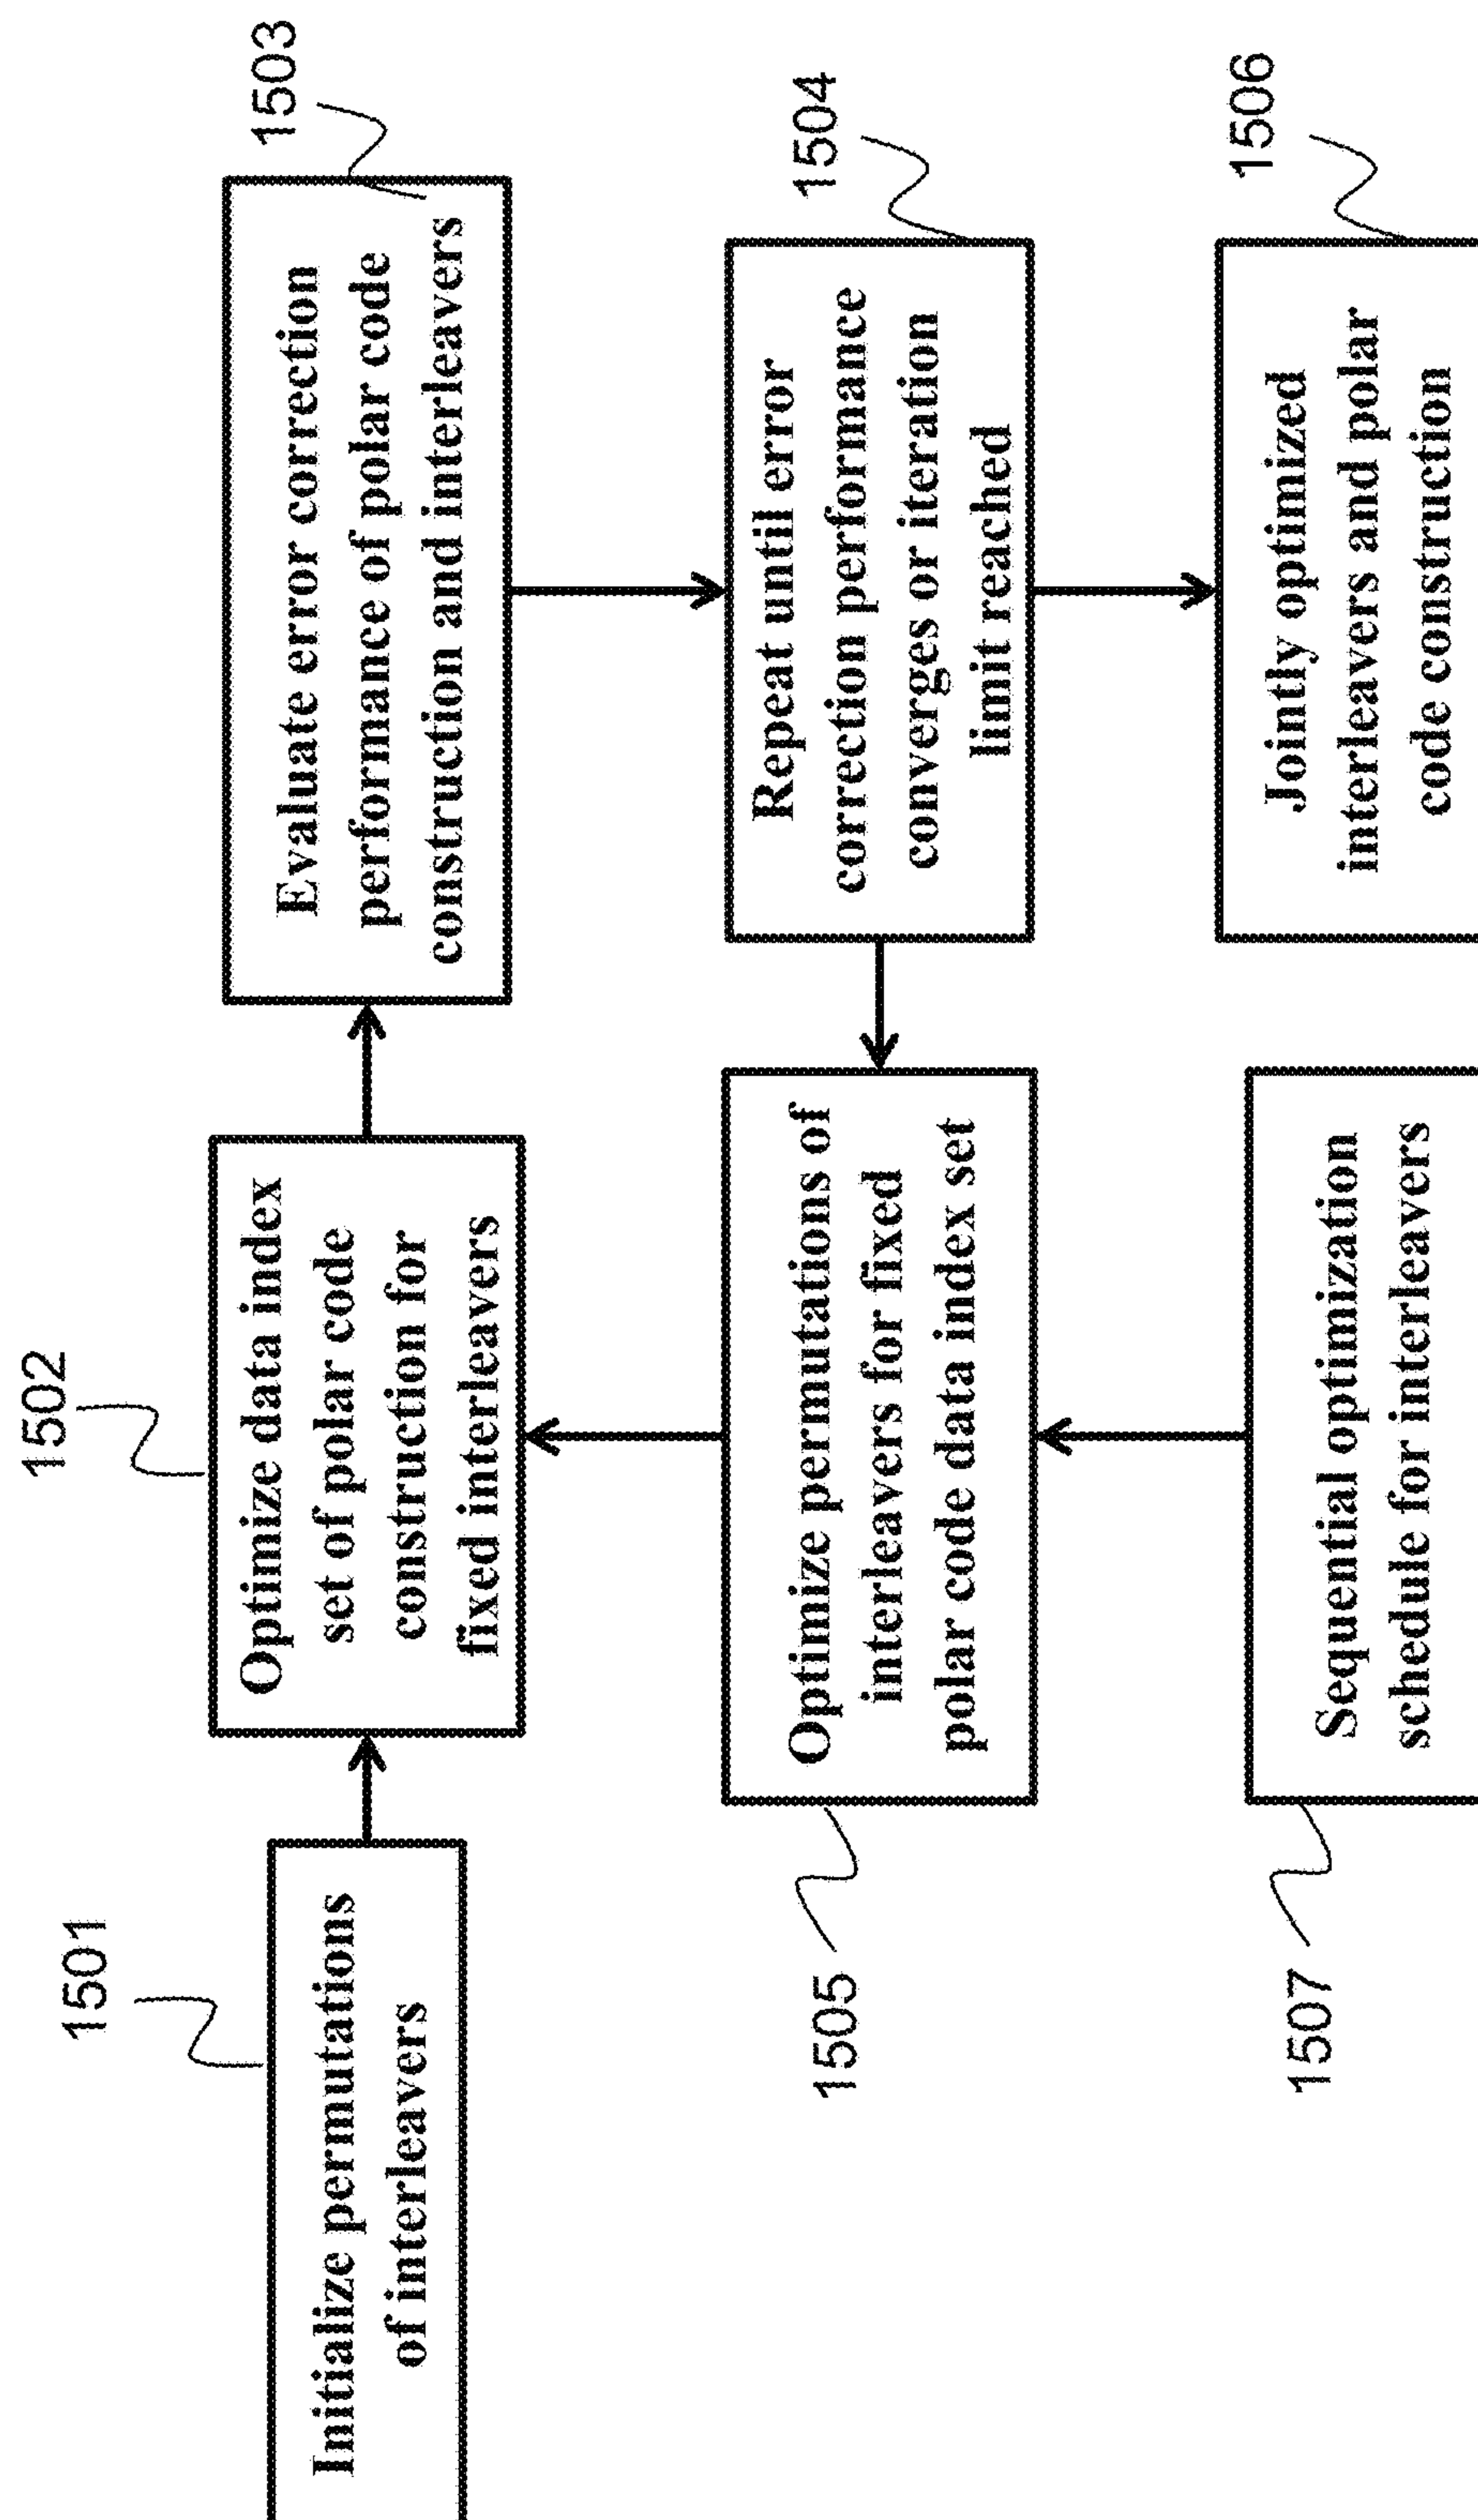 1501
Initialize permutations
of interleavers
1502
Optimize data index
set of polar code
construction for
fixed interleavers
1503
Evaluate error correction
performance of polar code
construction and interleavers
1504
Repeat until error
correction performance
converges or iteration
limit reached
1505
Optimize permutations of
interleavers for fixed
polar code data index set
1506
Jointly optimized
interleavers and polar
code construction
1507
Sequential optimization
schedule for interleavers